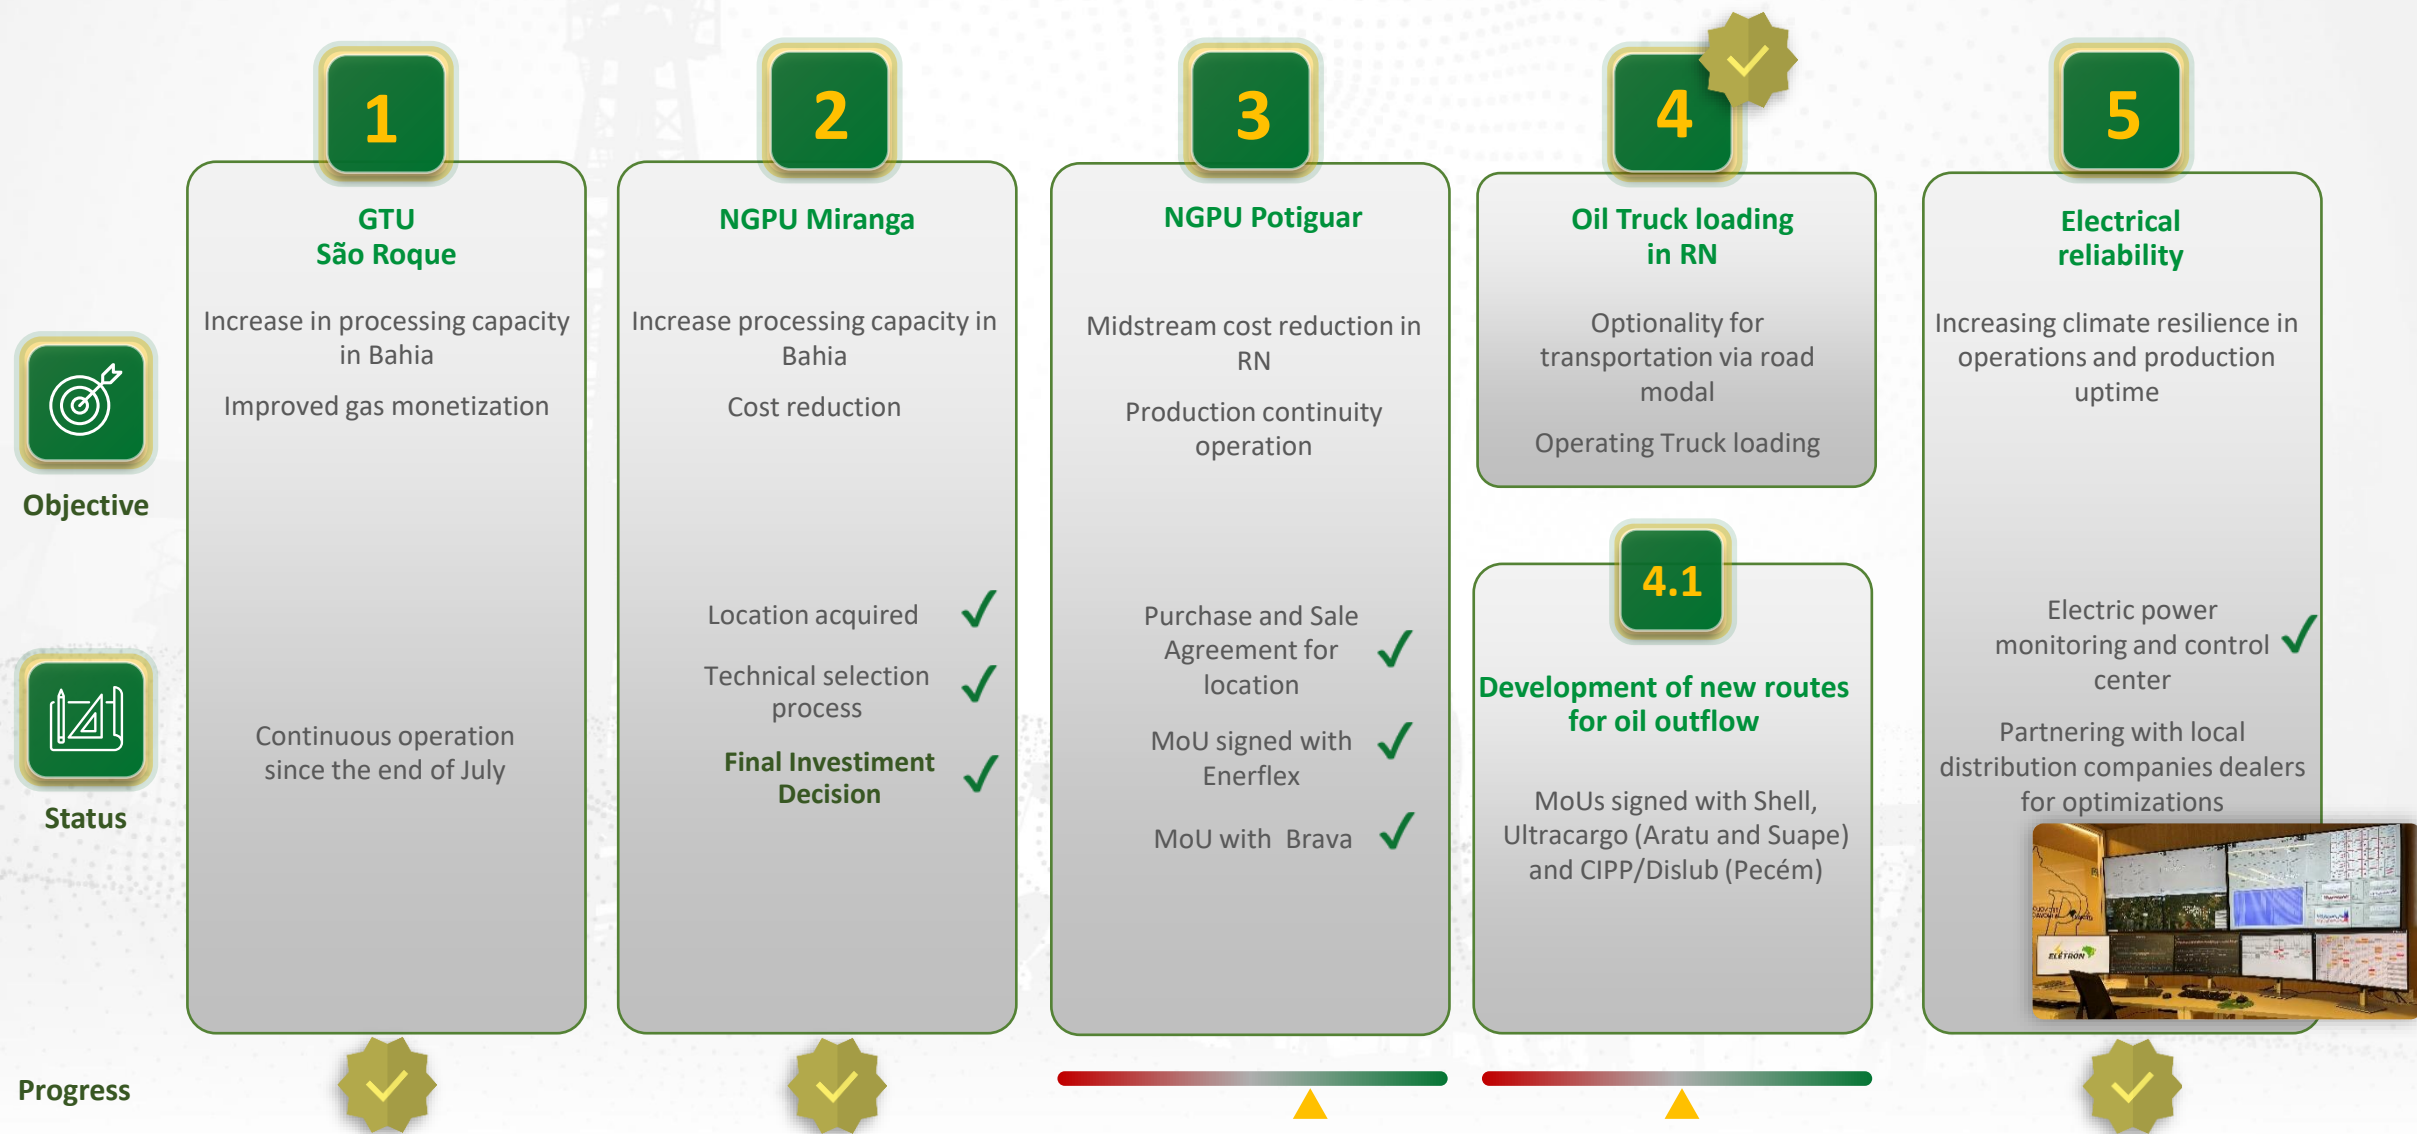 1
GTU
São Roque
Increase in processing capacity
in Bahia
Improved gas monetization
Continuous operation
since the end of July
2
NGPU Miranga
Increase processing capacity in
Bahia
Cost reduction
Location acquired
Technical selection
process
Final Investiment
Decision
3
NGPU Potiguar
Midstream cost reduction in
RN
Production continuity
operation
Purchase and Sale
Agreement for
location
MoU signed with
Enerflex
MoU with Brava
4
Oil Truck loading
in RN
Optionality for
transportation via road
modal
Operating Truck loading
4.1
Development of new routes
for oil outflow
MoUs signed with Shell,
Ultracargo (Aratu and Suape)
and CIPP/Dislub (Pecém)
5
Electrical
reliability
Increasing climate resilience in
operations and production
uptime
Electric power
monitoring and control
center
Partnering with local
distribution companies dealers
for optimizations
ELÉTRON
Objective
Status
Progress